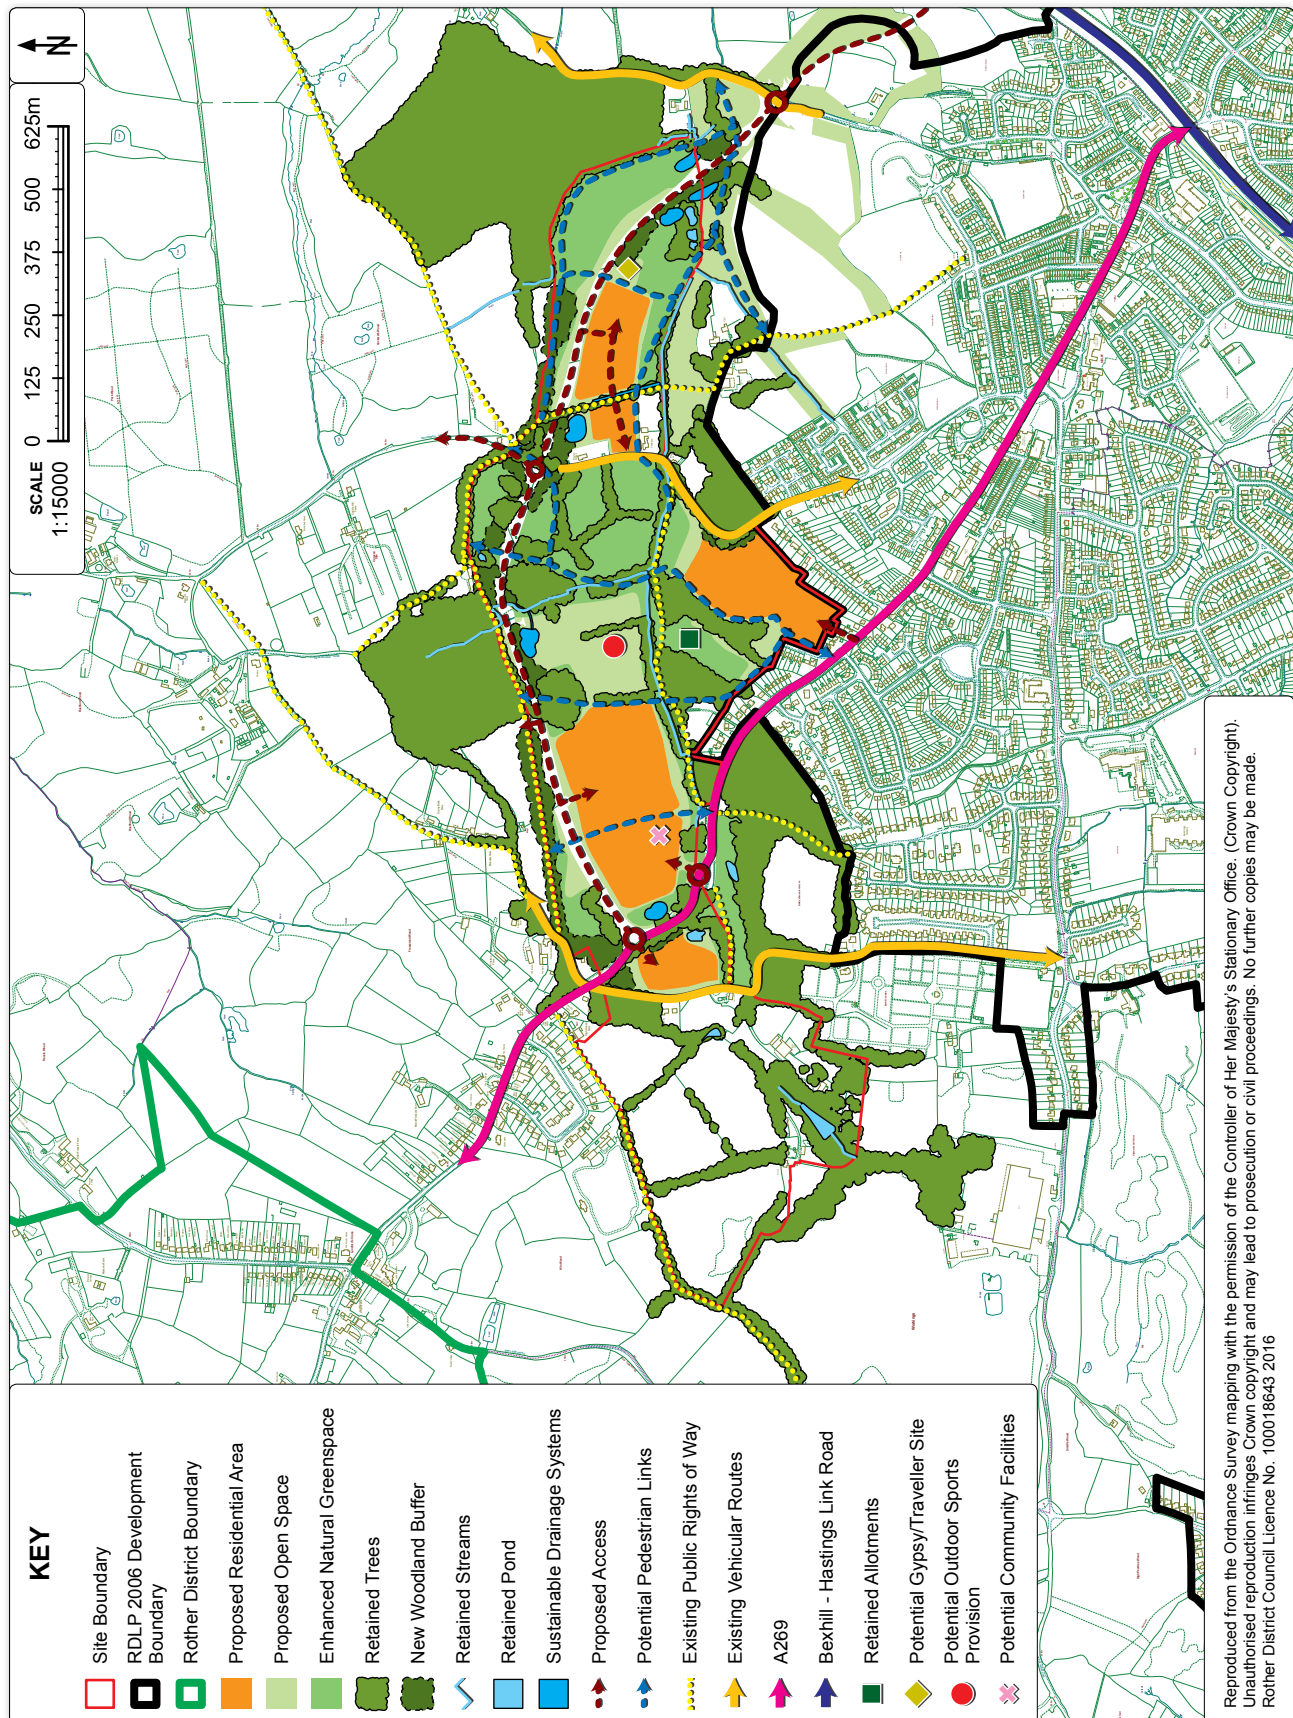 KEY
Site Boundary
RDLP 2006 Development
Boundary
Rother District Boundary
Proposed Residential Area
Proposed Open Space
Enhanced Natural Greenspace
Retained Trees
New Woodland Buffer
Retained Streams
Retained Pond
Sustainable Drainage Systems
Proposed Access
Potential Pedestrian Links
Existing Public Rights of Way
Existing Vehicular Routes
A269
Bexhill - Hastings Link Road
Retained Allotments
Potential Gypsy/Traveller Site
Potential Outdoor Sports
Provision
Potential Community Facilities
SCALE
1:15000
0 125 250 375 500 625m
N
Reproduced from the Ordnance Survey mapping with the permission of the Controller of Her Majesty's Stationary Office. (Crown Copyright).
Unauthorised reproduction infringes Crown copyright and may lead to prosecution or civil proceedings. No further copies may be made.
Rother District Council Licence No. 100018643 2016